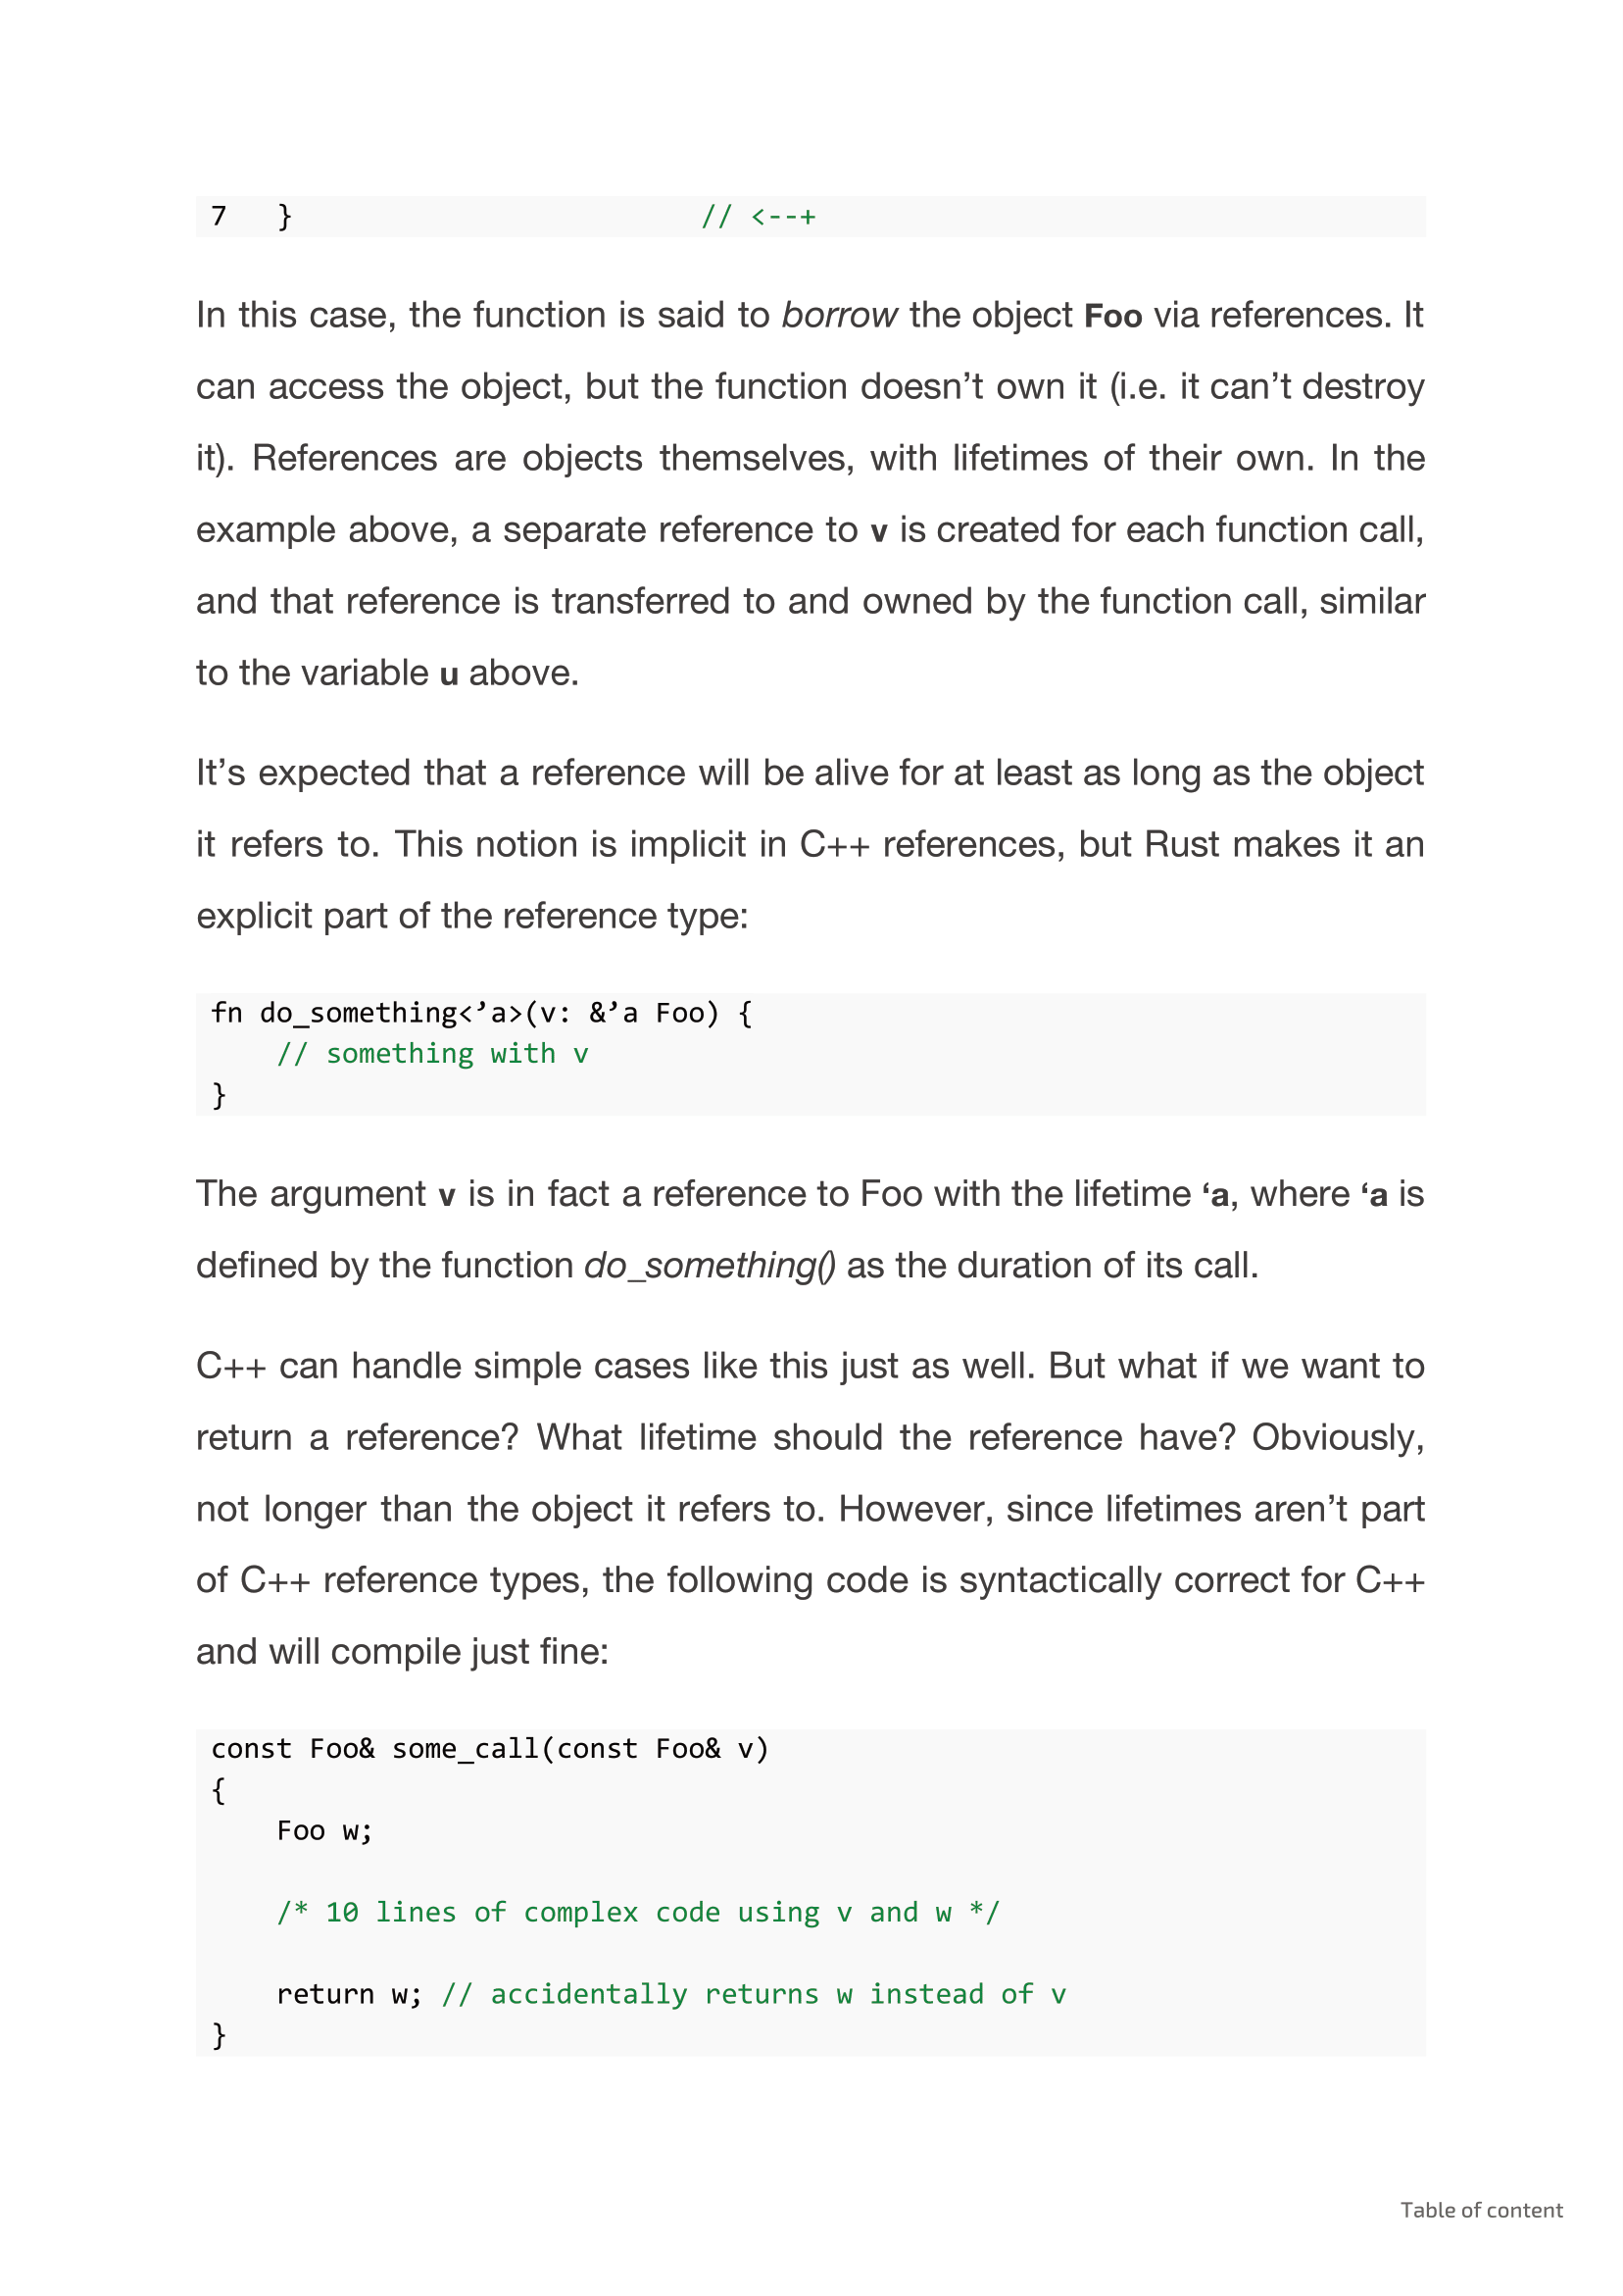 7   }                          // <--+
In this case, the function is said to borrow the object Foo via references. It
can access the object, but the function doesn’t own it (i.e. it can’t destroy
it). References are objects themselves, with lifetimes of their own. In the
example above, a separate reference to v is created for each function call,
and that reference is transferred to and owned by the function call, similar
to the variable u above.
It’s expected that a reference will be alive for at least as long as the object
it refers to. This notion is implicit in C++ references, but Rust makes it an
explicit part of the reference type:
fn do_something<’a>(v: &’a Foo) {
    // something with v
}
The argument v is in fact a reference to Foo with the lifetime ‘a, where ‘a is
defined by the function do_something() as the duration of its call.
C++ can handle simple cases like this just as well. But what if we want to
return a reference? What lifetime should the reference have? Obviously,
not longer than the object it refers to. However, since lifetimes aren’t part
of C++ reference types, the following code is syntactically correct for C++
and will compile just fine:
const Foo& some_call(const Foo& v)
{
    Foo w;
    /* 10 lines of complex code using v and w */
    return w; // accidentally returns w instead of v
}
Table of content